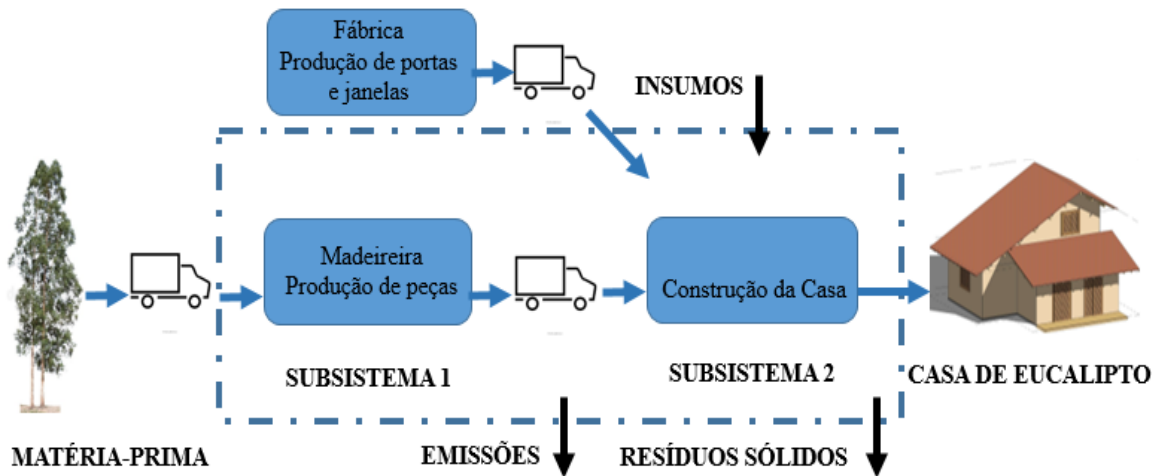 Fábrica
Produção de portas
e janelas
INSUMOS
Madeireira
Produção de peças
Construção da Casa
SUBSISTEMA 1
SUBSISTEMA 2
CASA DE EUCALIPTO
MATÉRIA-PRIMA
EMISSÕES
RESÍDUOS SÓLIDOS